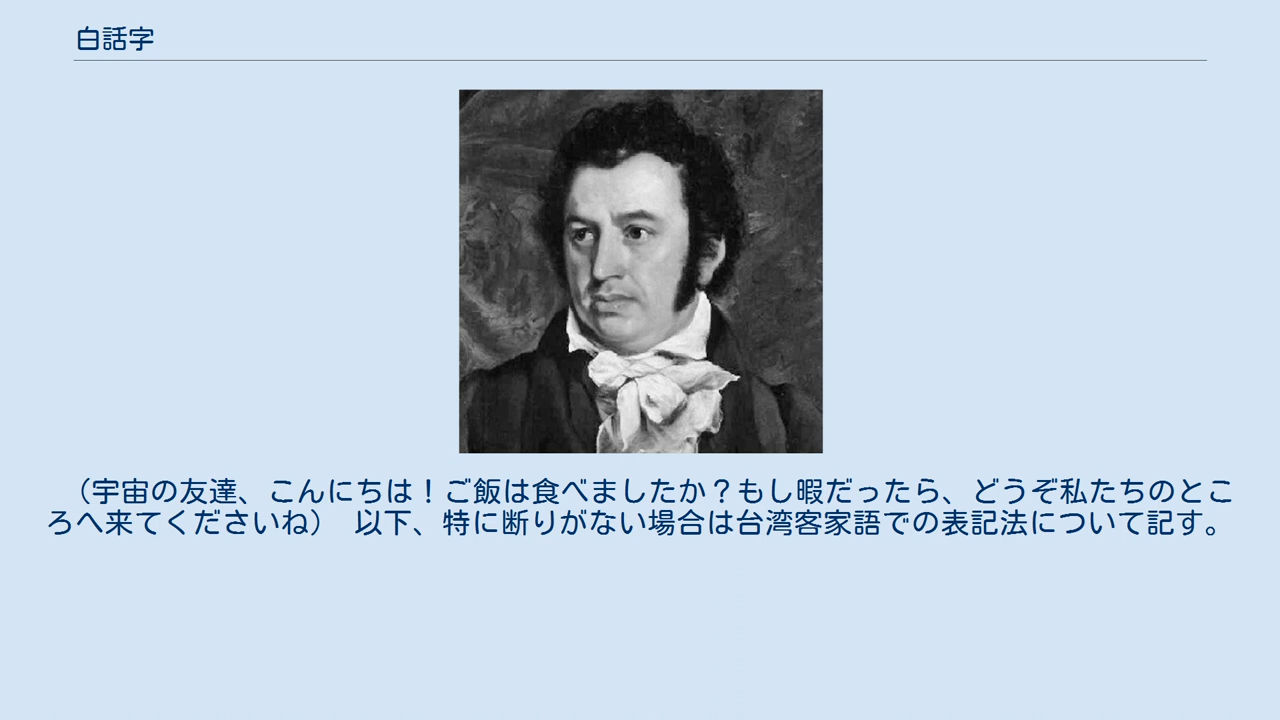 白話字
（宇宙の友達、こんにちは！ご飯は食べましたか？もし暇だったら、どうぞ私たちのとこ
ろへ来てくださいね）　以下、特に断りがない場合は台湾客家語での表記法について記す。